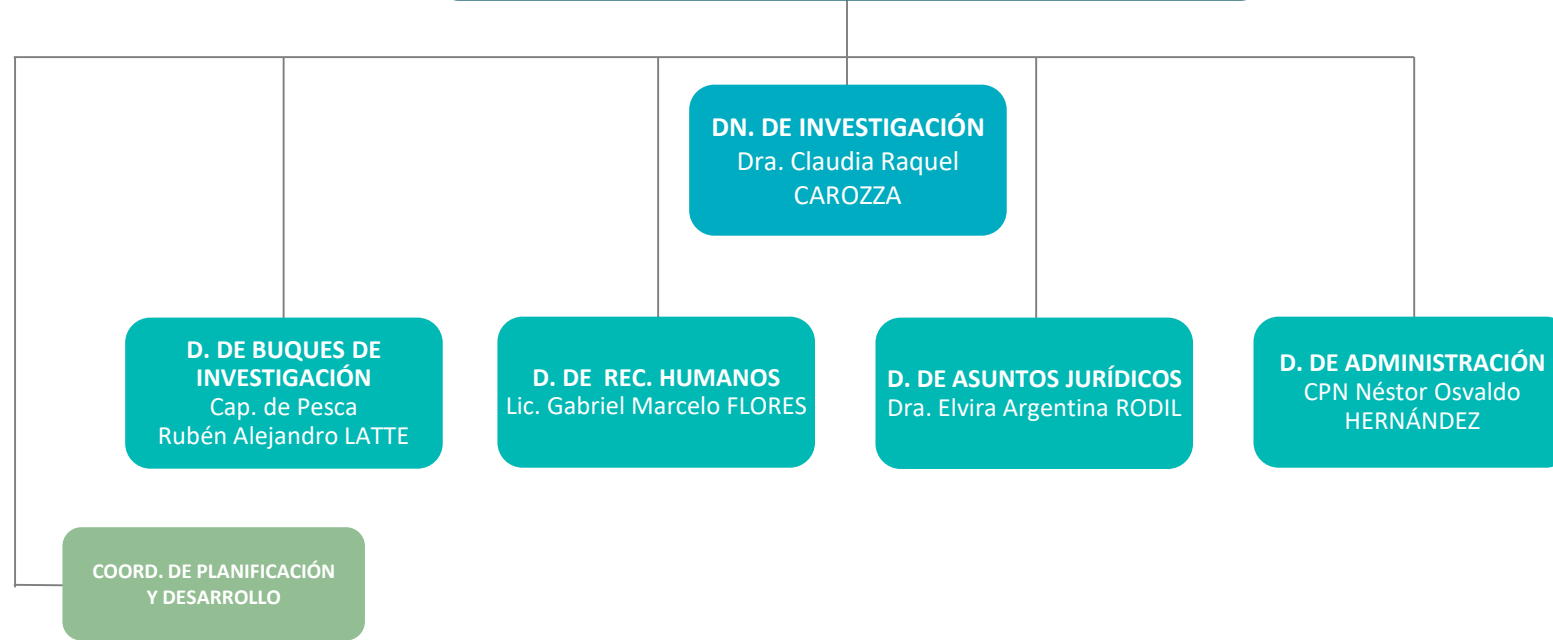 DN. DE INVESTIGACIÓN
Dra. Claudia Raquel
CAROZZA
D. DE BUQUES DE
INVESTIGACIÓN
Cap. de Pesca
Rubén Alejandro LATTE
D. DE REC. HUMANOS
Lic. Gabriel Marcelo FLORES
D. DE ASUNTOS JURÍDICOS
Dra. Elvira Argentina RODIL
D. DE ADMINISTRACIÓN
CPN Néstor Osvaldo
HERNÁNDEZ
COORD. DE PLANIFICACIÓN
Y DESARROLLO